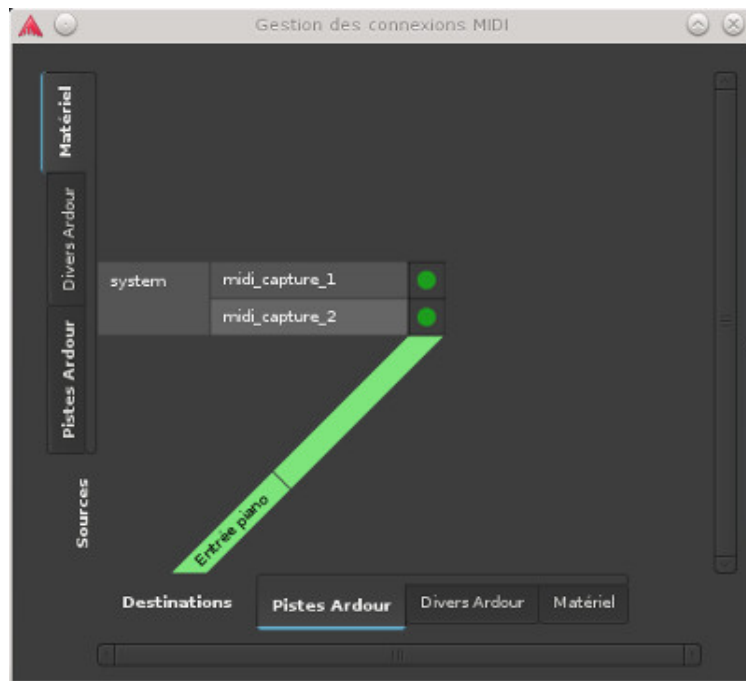 Gestion des connexions MIDI
Matériel
Divers Ardour
Pistes Ardour
Sources
system
midi_capture_1
midi_capture_2
Entrée piano
Destinations
Pistes Ardour
Divers Ardour
Matériel